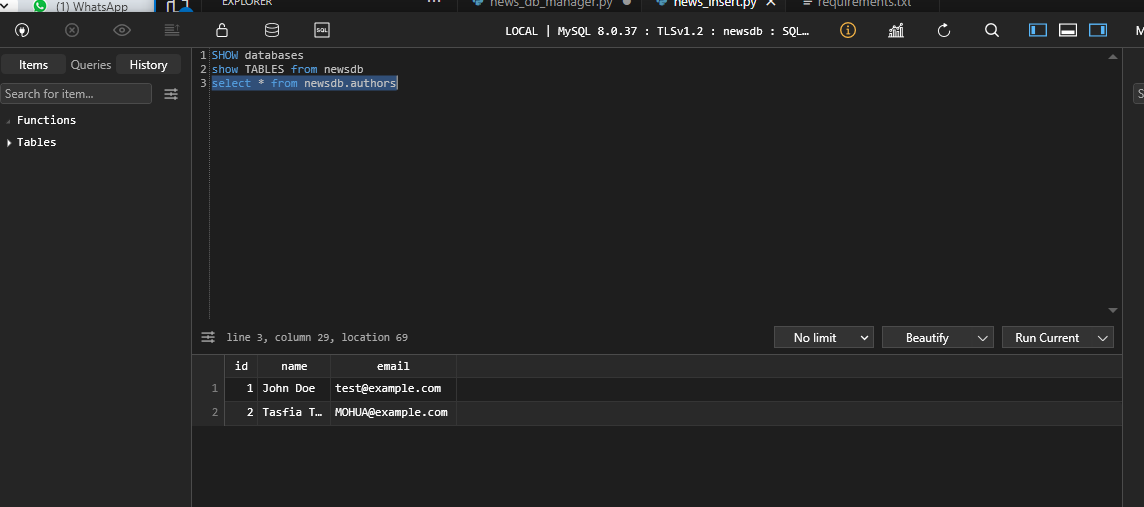 (1) WhatsApp
EXPLORER
news_db_manager.py
news_insert.py
requirements.txt
SQL
LOCAL | MySQL 8.0.37 : TLSv1.2 : newsdb : SQL...
M
Items Queries History
Search for item...
Functions
Tables
1 SHOW databases
2 show TABLES from newsdb
3 select * from newsdb.authors
S
line 3, column 29, location 69
No limit
Beautify
Run Current
id name email
1 1 John Doe test@example.com
2 2 Tasfia T... MOHUA@example.com